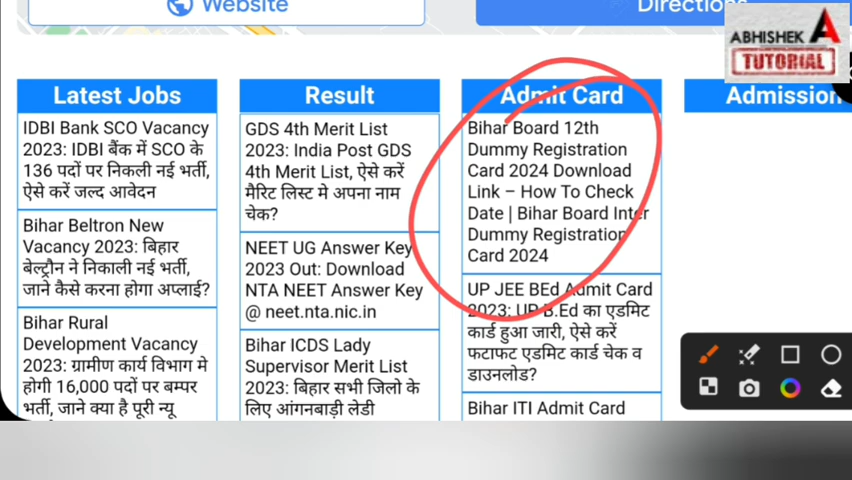 Website
Directions
ABHISHEK A
TUTORIAL
Latest Jobs
IDBI Bank SCO Vacancy
2023: IDBI बैंक में SCO के
136 पदों पर निकली नई भर्ती,
ऐसे करें जल्द आवेदन
Bihar Beltron New
Vacancy 2023: बिहार
बेल्ट्रौन ने निकाली नई भर्ती,
जाने कैसे करना होगा अप्लाई?
Bihar Rural
Development Vacancy
2023: ग्रामीण कार्य विभाग मे
होगी 16,000 पदों पर बम्पर
भर्ती, जाने क्या है पूरी न्यू
Result
GDS 4th Merit List
2023: India Post GDS
4th Merit List, ऐसे करें
मैरिट लिस्ट मे अपना नाम
चेक?
NEET UG Answer Key
2023 Out: Download
NTA NEET Answer Key
@ neet.nta.nic.in
Bihar ICDS Lady
Supervisor Merit List
2023: बिहार सभी जिलो के
लिए आंगनबाड़ी लेडी
Admit Card
Bihar Board 12th
Dummy Registration
Card 2024 Download
Link – How To Check
Date | Bihar Board Inter
Dummy Registration
Card 2024
UP JEE BEd Admit Card
2023: UP B.Ed का एडमिट
कार्ड हुआ जारी, ऐसे करें
फटाफट एडमिट कार्ड चेक व
डाउनलोड?
Bihar ITI Admit Card
Admission